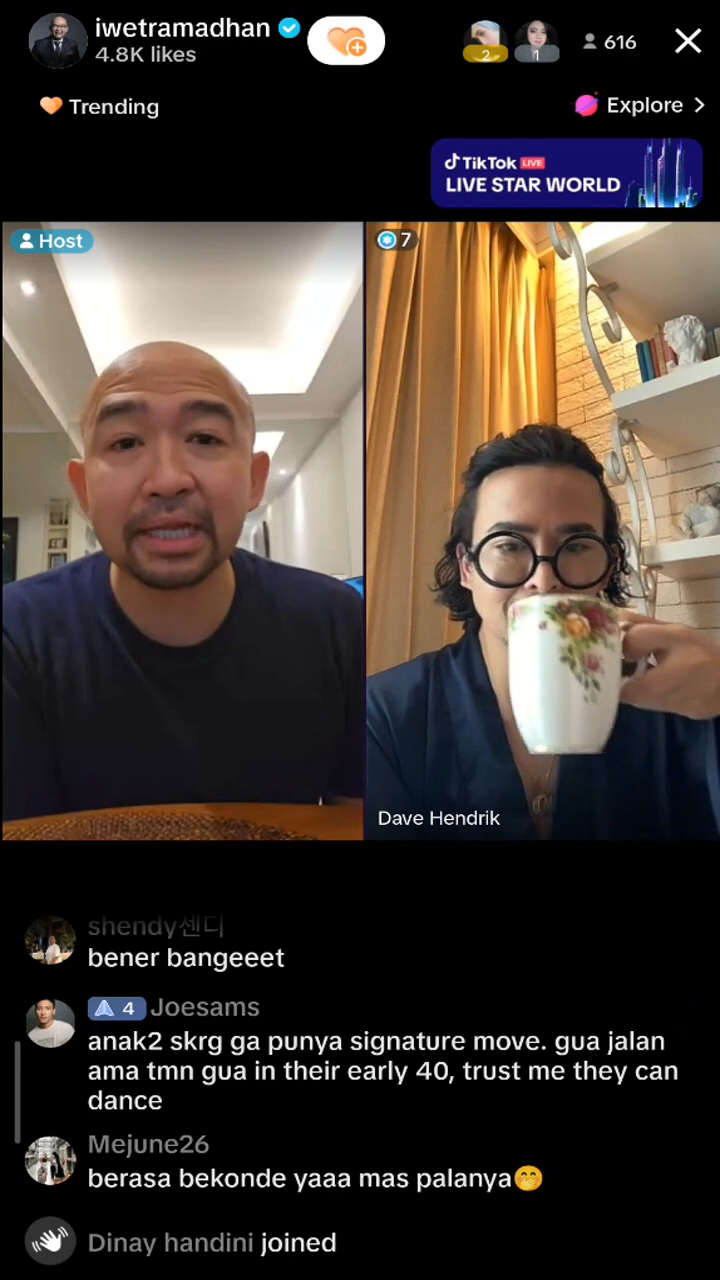 iwetramadhan
4.8K likes
2
1
616
Trending
Explore
TikTok LIVE
LIVE STAR WORLD
Host
7
Dave Hendrik
shendy센디
bener bangeeet
4 Joesams
anak2 skrg ga punya signature move. gua jalan
ama tmn gua in their early 40, trust me they can
dance
Mejune26
berasa bekonde yaaa mas palanya🤭
Dinay handini joined